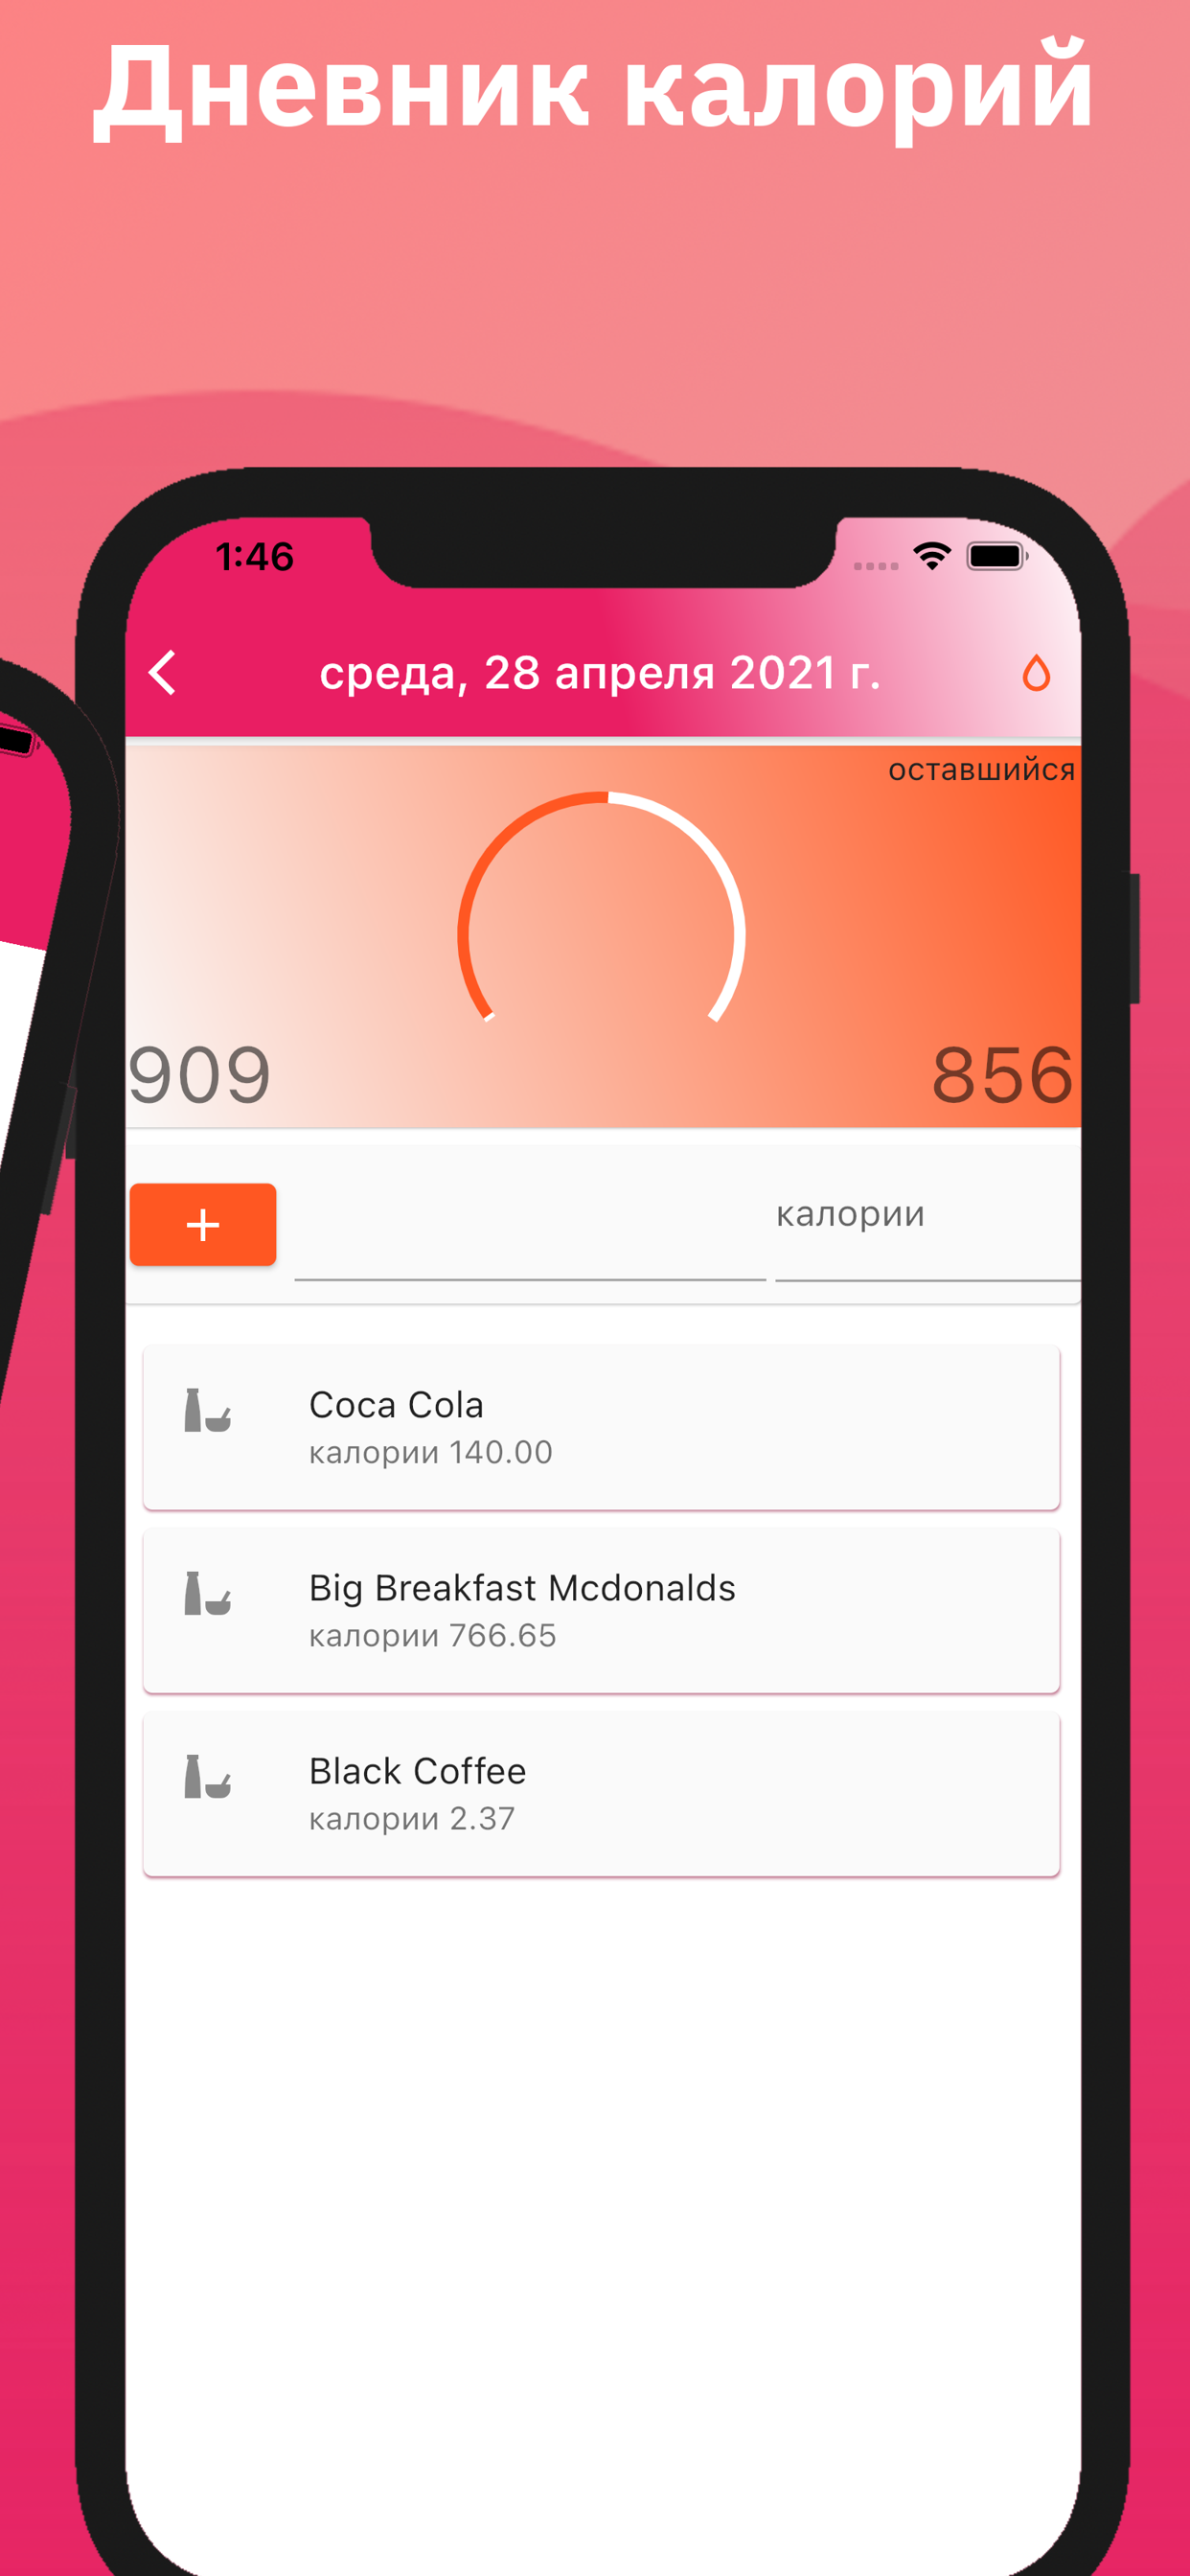 Дневник калорий
1:46
среда, 28 апреля 2021 г.
оставшийся
909
856
+
калории
Coca Cola
калории 140.00
Big Breakfast Mcdonalds
калории 766.65
Black Coffee
калории 2.37